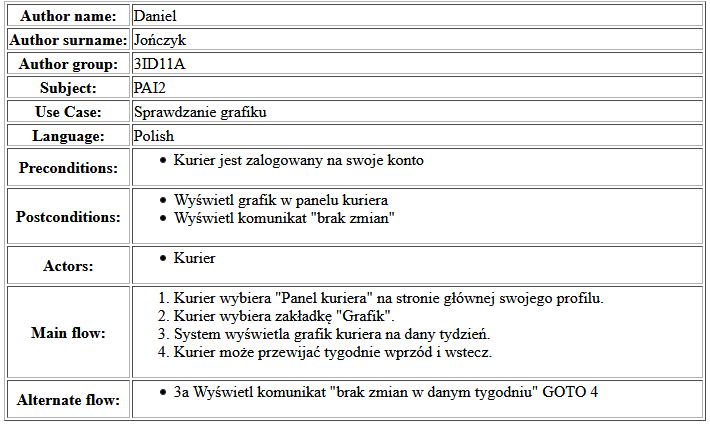 Author name: Daniel
Author surname: Jończyk
Author group: 3ID11A
Subject: PAI2
Use Case: Sprawdzanie grafiku
Language: Polish
Preconditions: • Kurier jest zalogowany na swoje konto
Postconditions: • Wyświetl grafik w panelu kuriera
• Wyświetl komunikat "brak zmian"
Actors: • Kurier
Main flow: 1. Kurier wybiera "Panel kuriera" na stronie głównej swojego profilu.
2. Kurier wybiera zakładkę "Grafik".
3. System wyświetla grafik kuriera na dany tydzień.
4. Kurier może przewijać tygodnie wprzód i wstecz.
Alternate flow: • 3a Wyświetl komunikat "brak zmian w danym tygodniu" GOTO 4